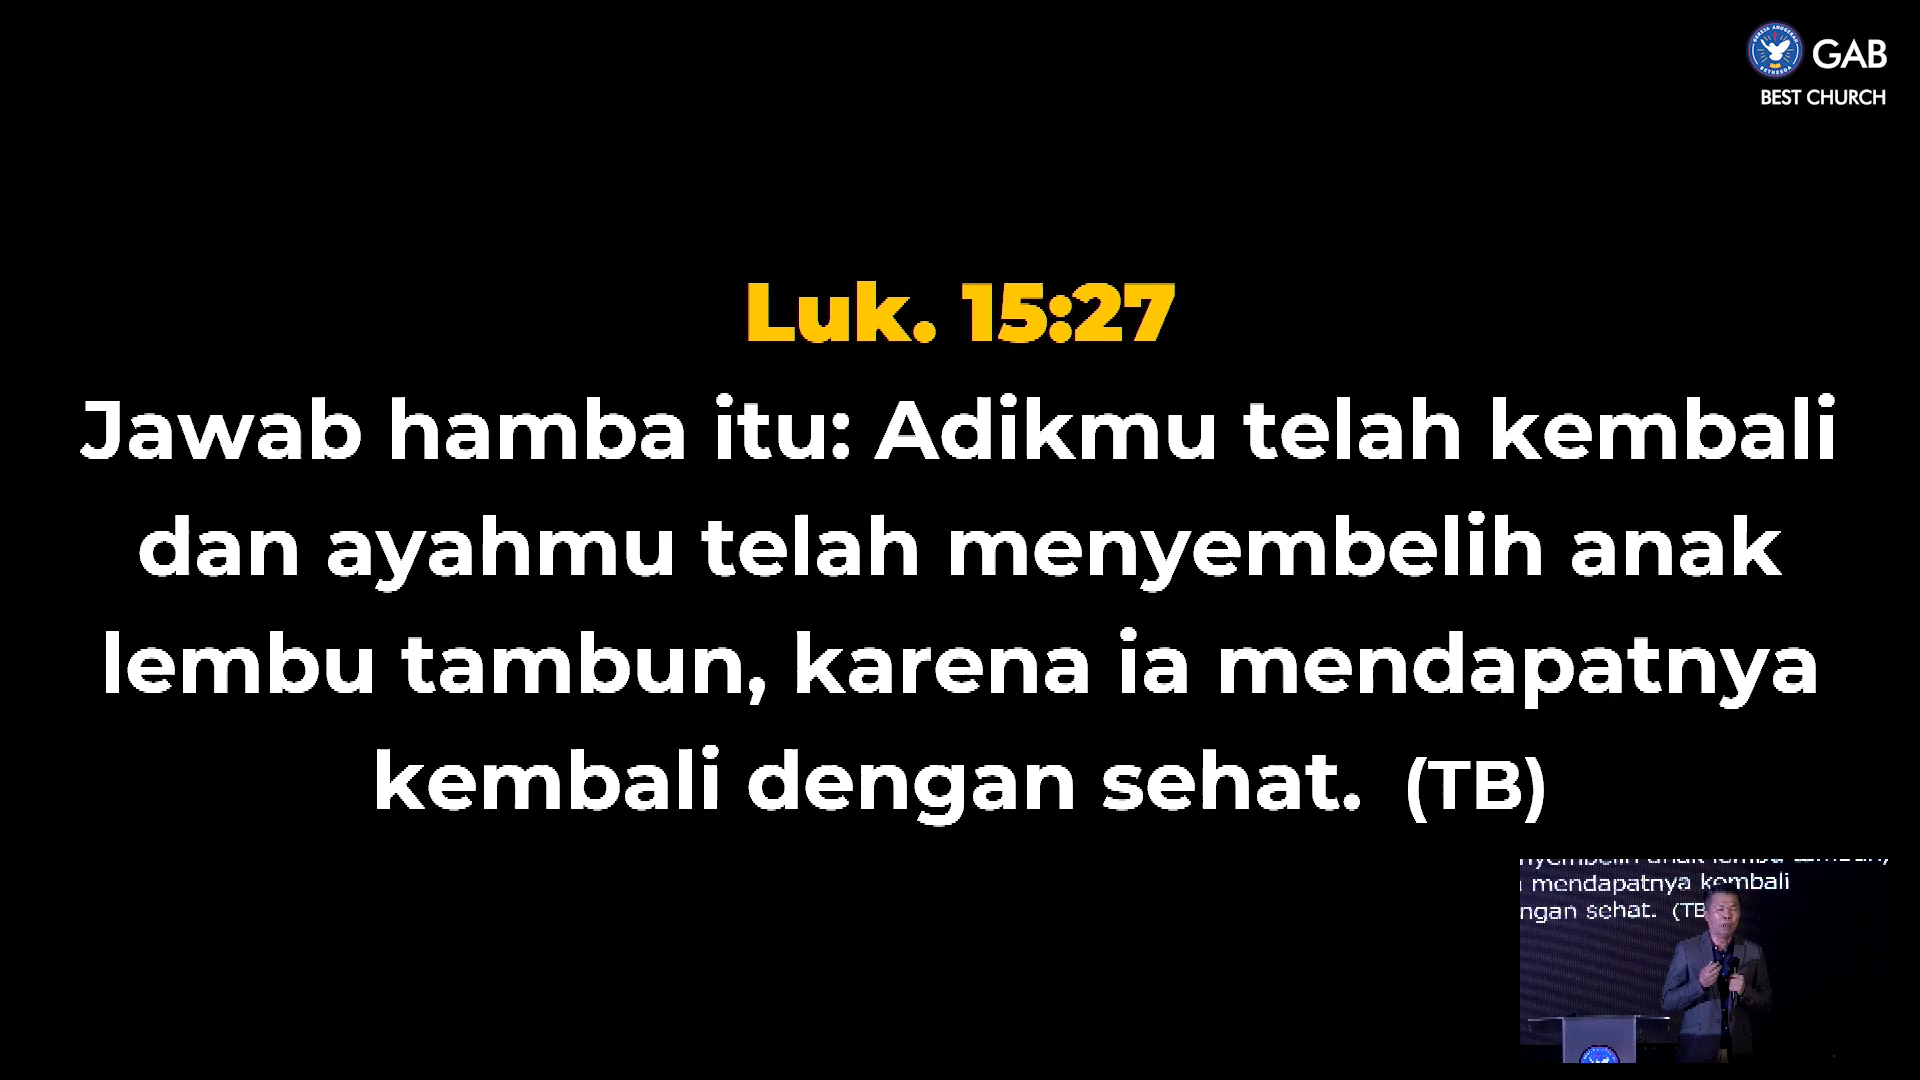 GAB
BEST CHURCH
Luk. 15:27
Jawab hamba itu: Adikmu telah kembali
dan ayahmu telah menyembelih anak
lembu tambun, karena ia mendapatnya
kembali dengan sehat. (TB)
mendapatnya kembali
ngan sehat. (TB